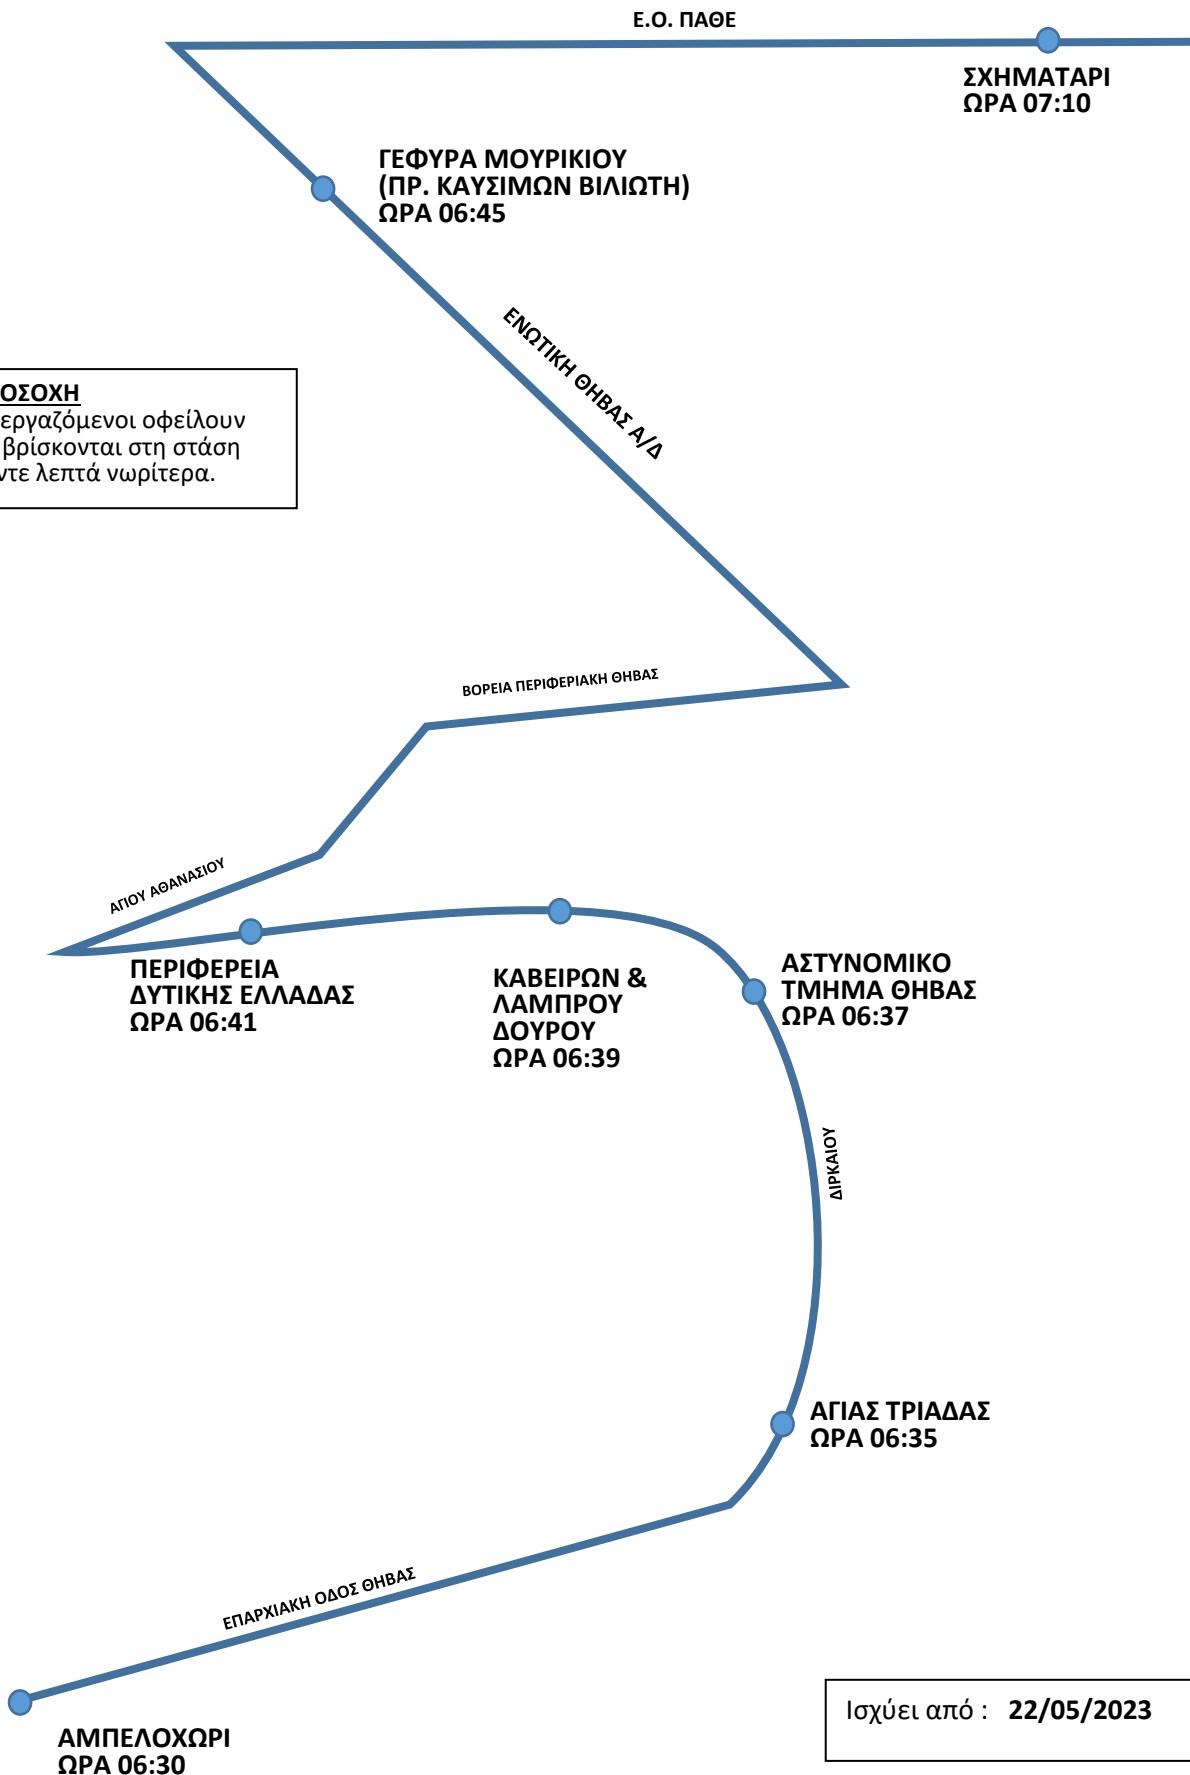 Ε.Ο. ΠΑΘΕ
ΣΧΗΜΑΤΑΡΙ
ΩΡΑ 07:10
ΓΕΦΥΡΑ ΜΟΥΡΙΚΙΟΥ
(ΠΡ. ΚΑΥΣΙΜΩΝ ΒΙΛΙΩΤΗ)
ΩΡΑ 06:45
ΕΝΩΤΙΚΗ ΘΗΒΑΣ Α/Δ
ΟΣΟΧΗ
εργαζόμενοι οφείλουν
βρίσκονται στη στάση
ντε λεπτά νωρίτερα.
ΒΟΡΕΙΑ ΠΕΡΙΦΕΡΙΑΚΗ ΘΗΒΑΣ
ΑΓΙΟΥ ΑΘΑΝΑΣΙΟΥ
ΠΕΡΙΦΕΡΕΙΑ
ΔΥΤΙΚΗΣ ΕΛΛΑΔΑΣ
ΩΡΑ 06:41
ΚΑΒΕΙΡΩΝ &
ΛΑΜΠΡΟΥ
ΔΟΥΡΟΥ
ΩΡΑ 06:39
ΑΣΤΥΝΟΜΙΚΟ
ΤΜΗΜΑ ΘΗΒΑΣ
ΩΡΑ 06:37
ΔΙΡΚΑΙΟΥ
ΑΓΙΑΣ ΤΡΙΑΔΑΣ
ΩΡΑ 06:35
ΕΠΑΡΧΙΑΚΗ ΟΔΟΣ ΘΗΒΑΣ
ΑΜΠΕΛΟΧΩΡΙ
ΩΡΑ 06:30
Ισχύει από : 22/05/2023